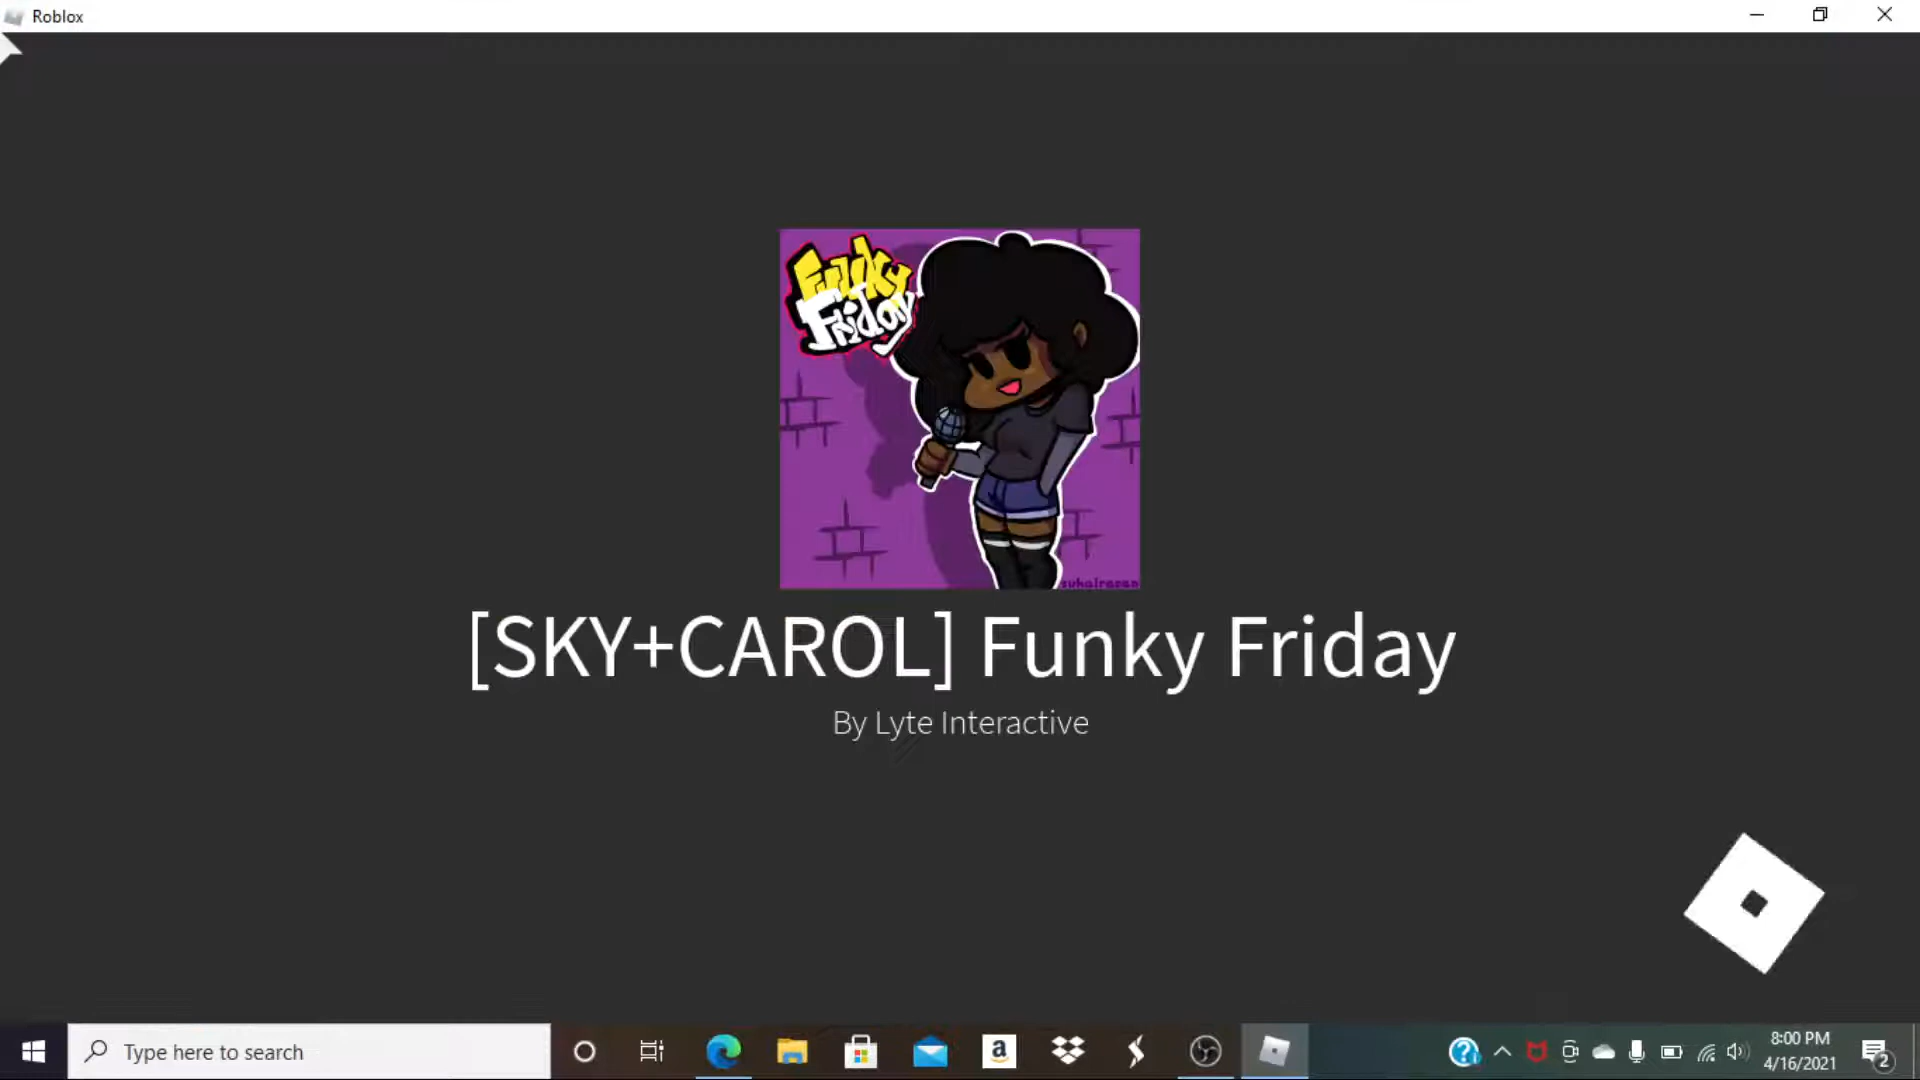 Roblox
Funky
Friday
[SKY+CAROL] Funky Friday
By Lyte Interactive
Type here to search
a
8:00 PM
4/16/2021
2